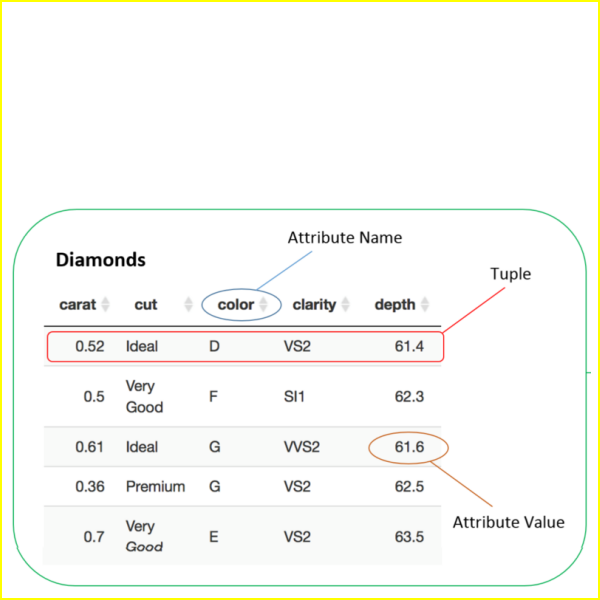 Attribute Name
Diamonds
Tuple
carat cut color clarity depth
0.52 Ideal D VS2 61.4
0.5 Very Good F SI1 62.3
0.61 Ideal G VVS2 61.6
0.36 Premium G VS2 62.5
0.7 Very Good E VS2 63.5
Attribute Value